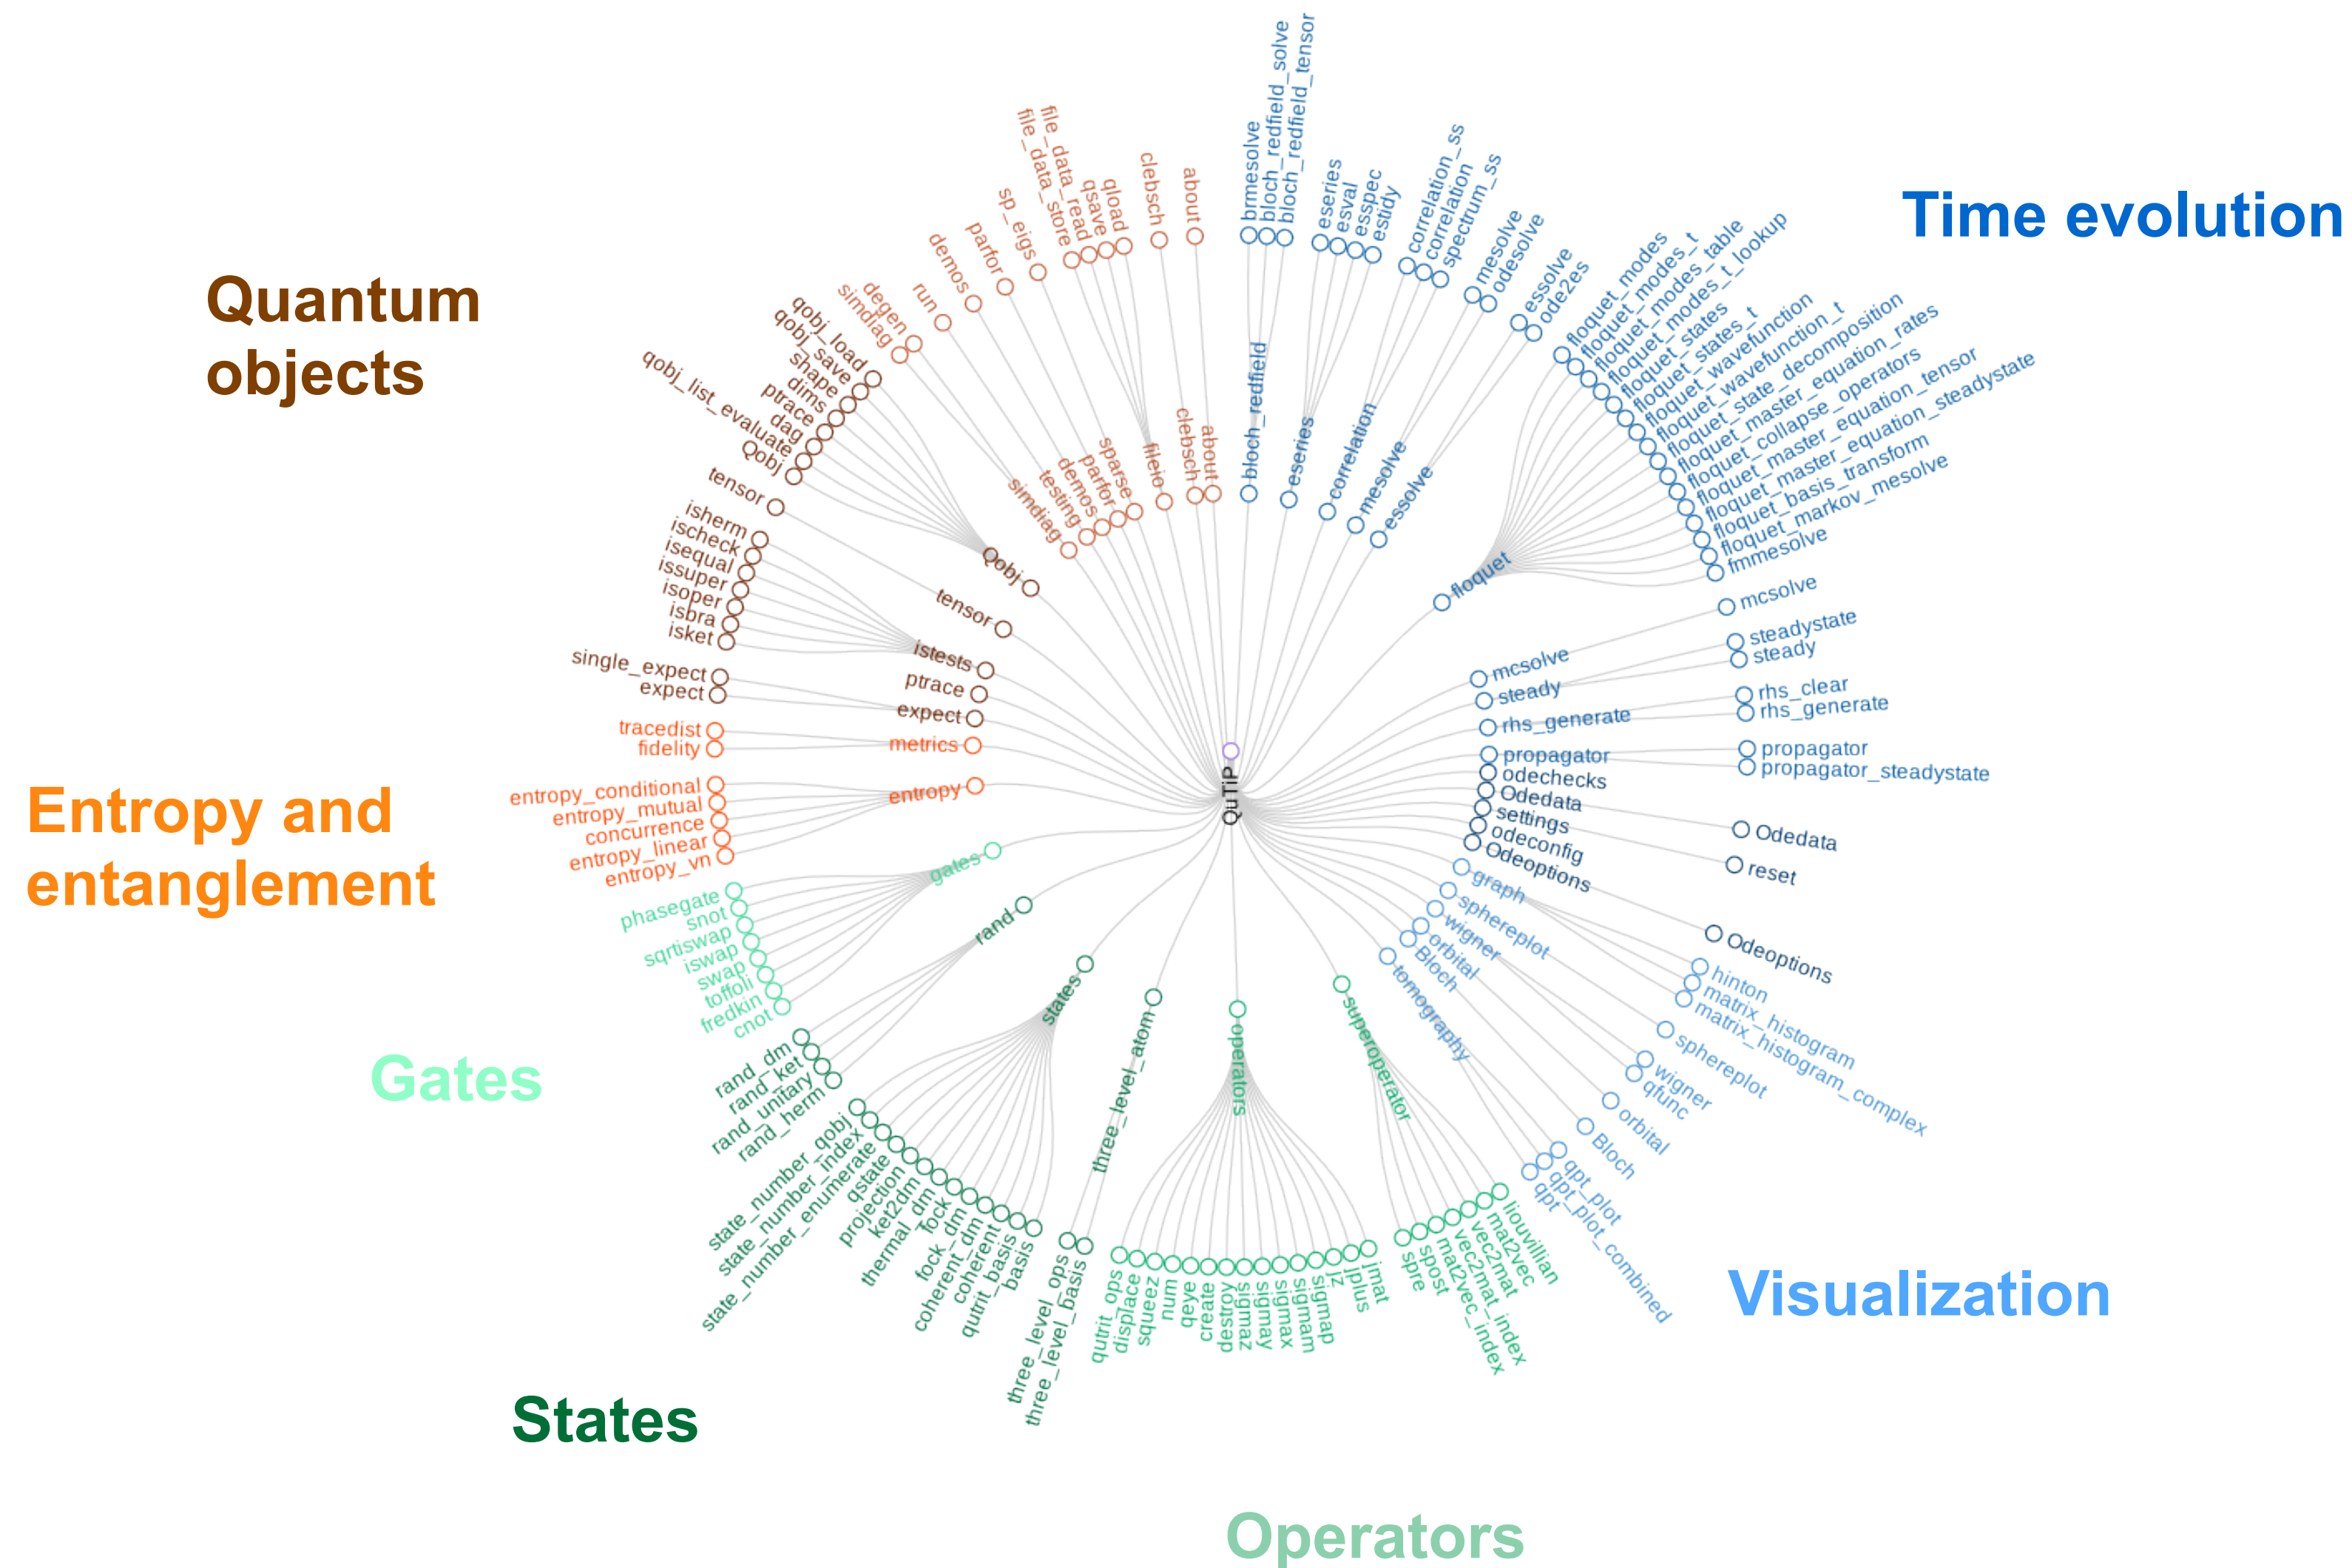 Time evolution
Quantum
objects
Entropy and
entanglement
Gates
States
Operators
Visualization
QuTiP
bloch_redfield
brmesolve
bloch_redfield_solve
bloch_redfield_tensor
eseries
eseries
esval
esspec
estidy
correlation
correlation_ss
correlation
spectrum_ss
mesolve
mesolve
odesolve
essolve
essolve
ode2es
floquet
floquet_modes
floquet_modes_t
floquet_modes_table
floquet_modes_t_lookup
floquet_states
floquet_states_t
floquet_wavefunction
floquet_wavefunction_t
floquet_state_decomposition
floquet_master_equation_rates
floquet_collapse_operators
floquet_master_equation_tensor
floquet_master_equation_steadystate
floquet_basis_transform
floquet_markov_mesolve
fmmesolve
mcsolve
mcsolve
steady
steadystate
steady
rhs_generate
rhs_clear
rhs_generate
propagator
propagator
propagator_steadystate
odechecks
Odedata
Odedata
settings
reset
odeconfig
Odeoptions
Odeoptions
graph
hinton
matrix_histogram
matrix_histogram_complex
sphereplot
sphereplot
wigner
wigner
qfunc
orbital
orbital
Bloch
Bloch
tomography
qpt_plot
qpt_plot_combined
qpt
superoperator
liouvillian
mat2vec
vec2mat
vec2mat_index
mat2vec_index
spost
spre
operators
jmat
jplus
jz
sigmap
sigmam
sigmax
sigmay
sigmaz
destroy
create
qeye
num
squeez
displace
qutrit_ops
three_level_atom
three_level_basis
three_level_ops
states
basis
qutrit_basis
coherent
coherent_dm
fock_dm
fock
thermal_dm
ket2dm
projection
qstate
state_number_enumerate
state_number_index
state_number_qobj
rand
rand_herm
rand_unitary
rand_ket
rand_dm
gates
cnot
fredkin
toffoli
swap
iswap
sqrtiswap
snot
phasegate
entropy
entropy_vn
entropy_linear
concurrence
entropy_mutual
entropy_conditional
metrics
fidelity
tracedist
expect
expect
single_expect
ptrace
istests
isket
isbra
isoper
issuper
isequal
ischeck
isherm
tensor
tensor
Qobj
Qobj
qobj_list_evaluate
dag
ptrace
dims
shape
qobj_save
qobj_load
simdiag
simdiag
degen
testing
run
demos
demos
parfor
parfor
sparse
sp_eigs
fileio
file_data_store
file_data_read
qsave
qload
clebsch
clebsch
about
about